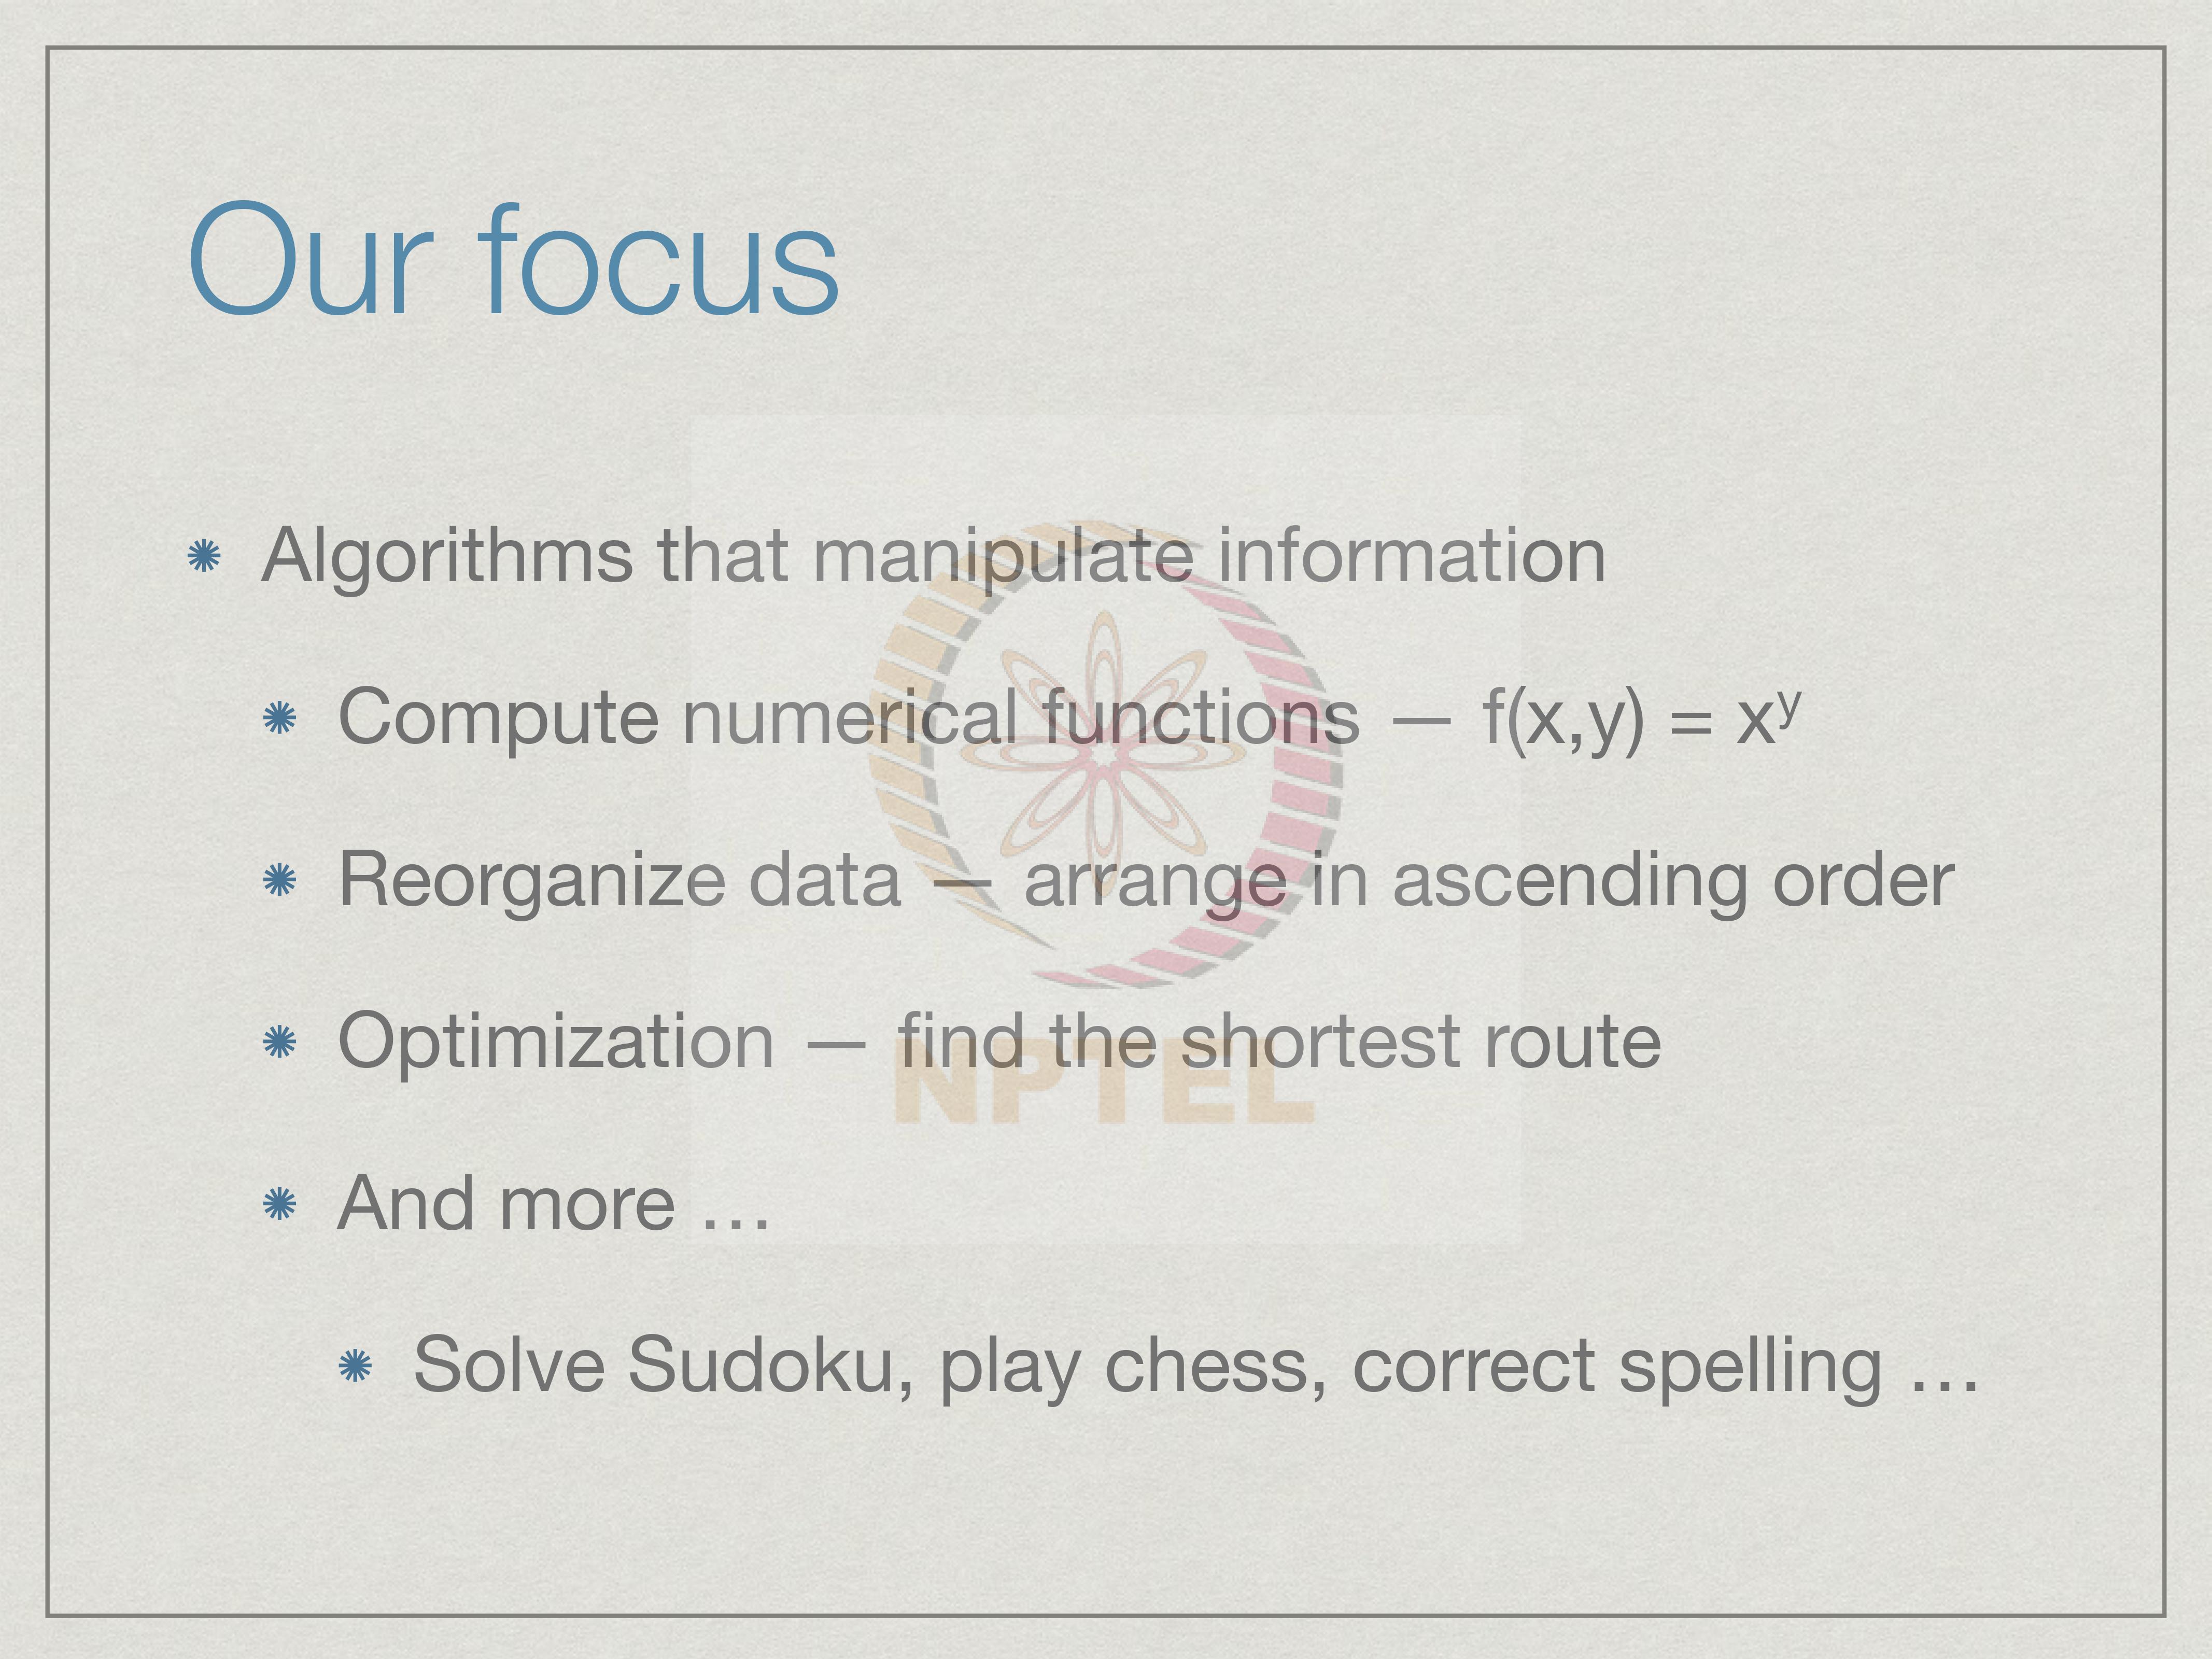 Our focus
Algorithms that manipulate information
Compute numerical functions — f(x,y) = xʸ
Reorganize data — arrange in ascending order
Optimization — find the shortest route
NPTEL
And more …
Solve Sudoku, play chess, correct spelling …